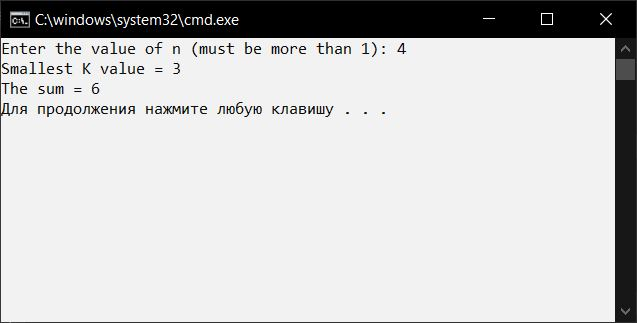 C:\windows\system32\cmd.exe
Enter the value of n (must be more than 1): 4
Smallest K value = 3
The sum = 6
Для продолжения нажмите любую клавишу . . .